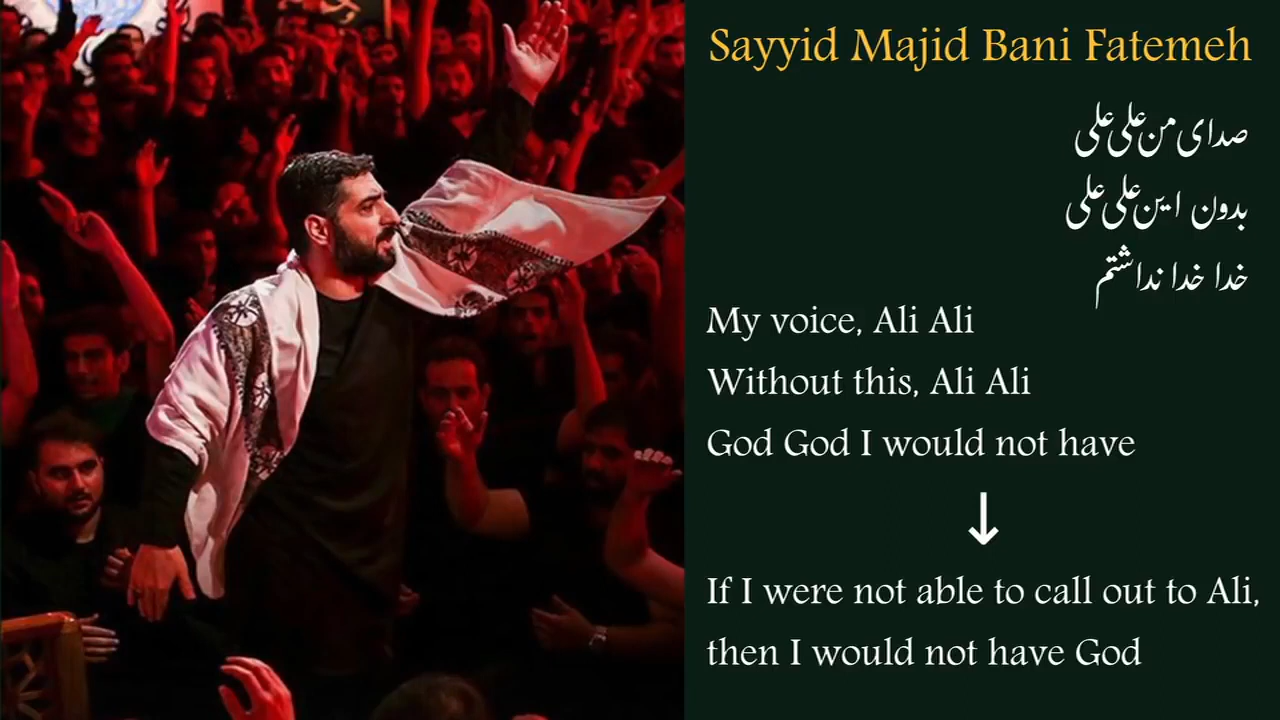 Sayyid Majid Bani Fatemeh
صدای من علی علی
بدون این علی علی
خدا خدا نداشتم
My voice, Ali Ali
Without this, Ali Ali
God God I would not have
↓
If I were not able to call out to Ali,
then I would not have God